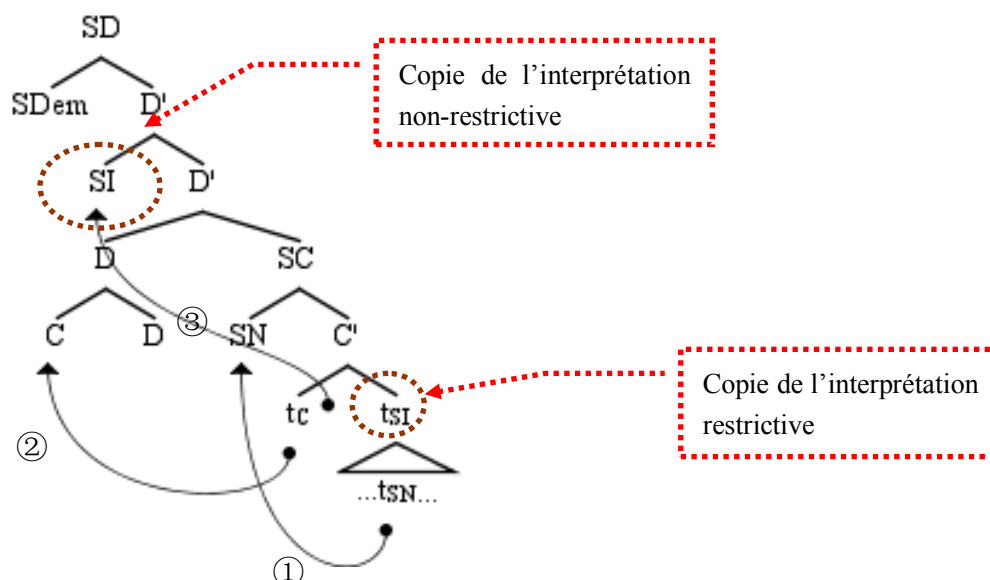 SD
SDem D'
Copie de l'interprétation
non-restrictive
SI D'
D SC
C D ③ SN C'
tC tSI
Copie de l'interprétation
restrictive
②
...tSN...
①